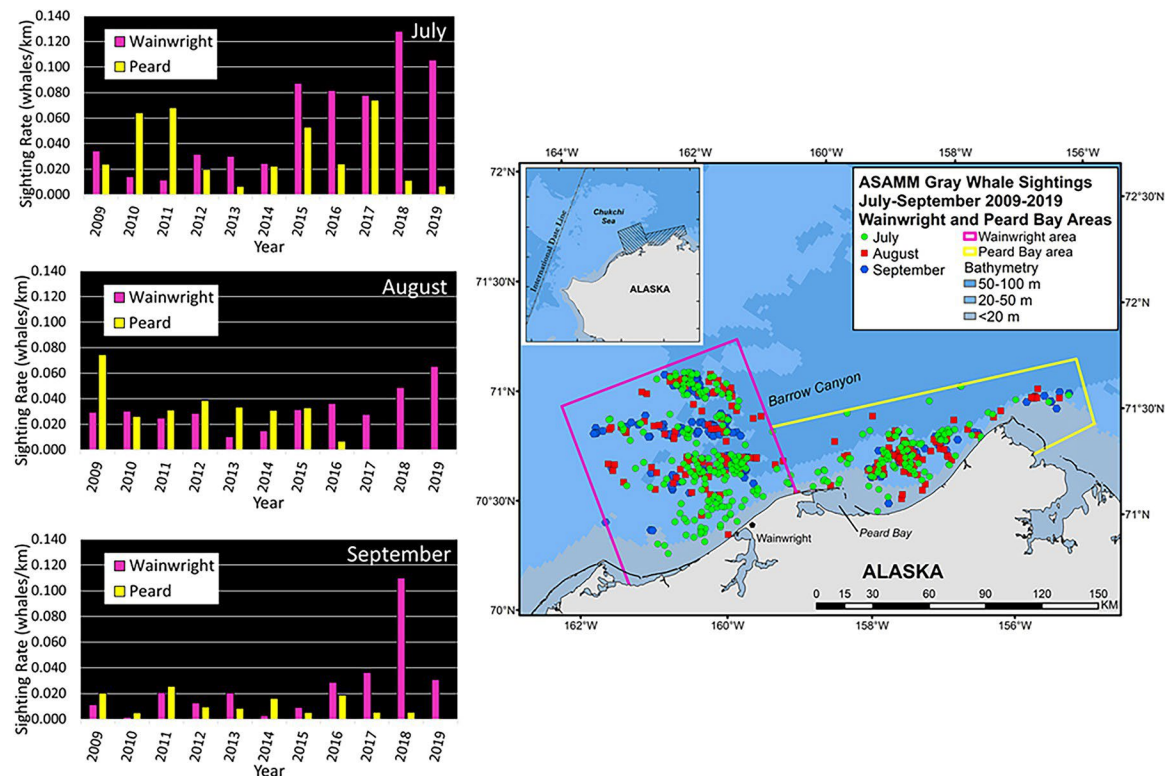 July
Wainwright
Peard
Sighting Rate (whales/km)
0.140
0.120
0.100
0.080
0.060
0.040
0.020
0.000
2009 2010 2011 2012 2013 2014 2015 2016 2017 2018 2019
Year
August
Wainwright
Peard
Sighting Rate (whales/km)
0.140
0.120
0.100
0.080
0.060
0.040
0.020
0.000
2009 2010 2011 2012 2013 2014 2015 2016 2017 2018 2019
Year
September
Wainwright
Peard
Sighting Rate (whales/km)
0.140
0.120
0.100
0.080
0.060
0.040
0.020
0.000
2009 2010 2011 2012 2013 2014 2015 2016 2017 2018 2019
Year
164°W 162°W 160°W 158°W 156°W
72°N
71°30'N
71°N
70°30'N
70°N
72°30'N
72°N
71°30'N
71°N
162°W 160°W 158°W 156°W
International Date Line
Chukchi
Sea
ALASKA
ASAMM Gray Whale Sightings
July-September 2009-2019
Wainwright and Peard Bay Areas
July
August
September
Wainwright area
Peard Bay area
Bathymetry
50-100 m
20-50 m
<20 m
Barrow Canyon
Peard Bay
Wainwright
ALASKA
0 15 30 60 90 120 150
KM